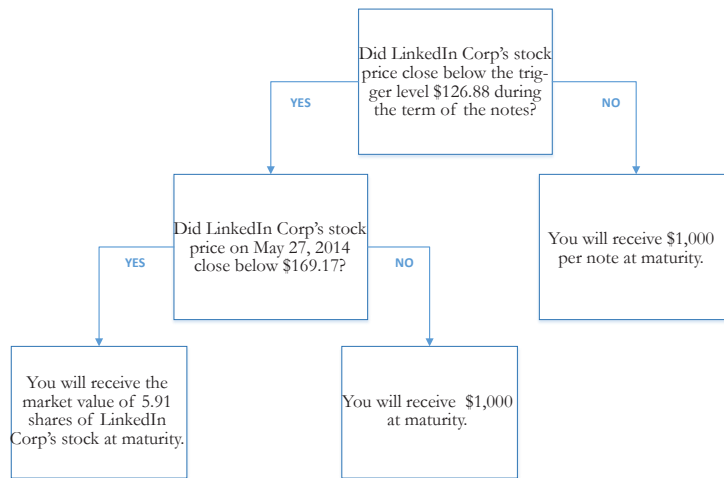 Did LinkedIn Corp's stock
price close below the trig-
ger level $126.88 during
the term of the notes?
YES
NO
Did LinkedIn Corp's stock
price on May 27, 2014
close below $169.17?
You will receive $1,000
per note at maturity.
YES
NO
You will receive the
market value of 5.91
shares of LinkedIn
Corp's stock at maturity.
You will receive $1,000
at maturity.